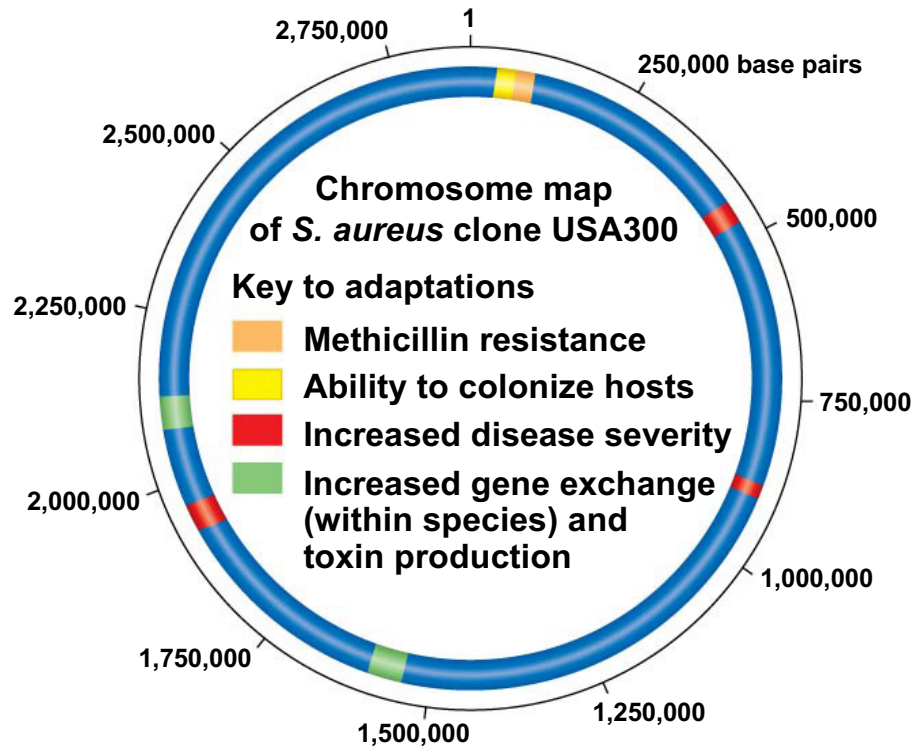 1
250,000 base pairs
500,000
750,000
1,000,000
1,250,000
1,500,000
1,750,000
2,000,000
2,250,000
2,500,000
2,750,000
Chromosome map
of S. aureus clone USA300
Key to adaptations
Methicillin resistance
Ability to colonize hosts
Increased disease severity
Increased gene exchange
(within species) and
toxin production